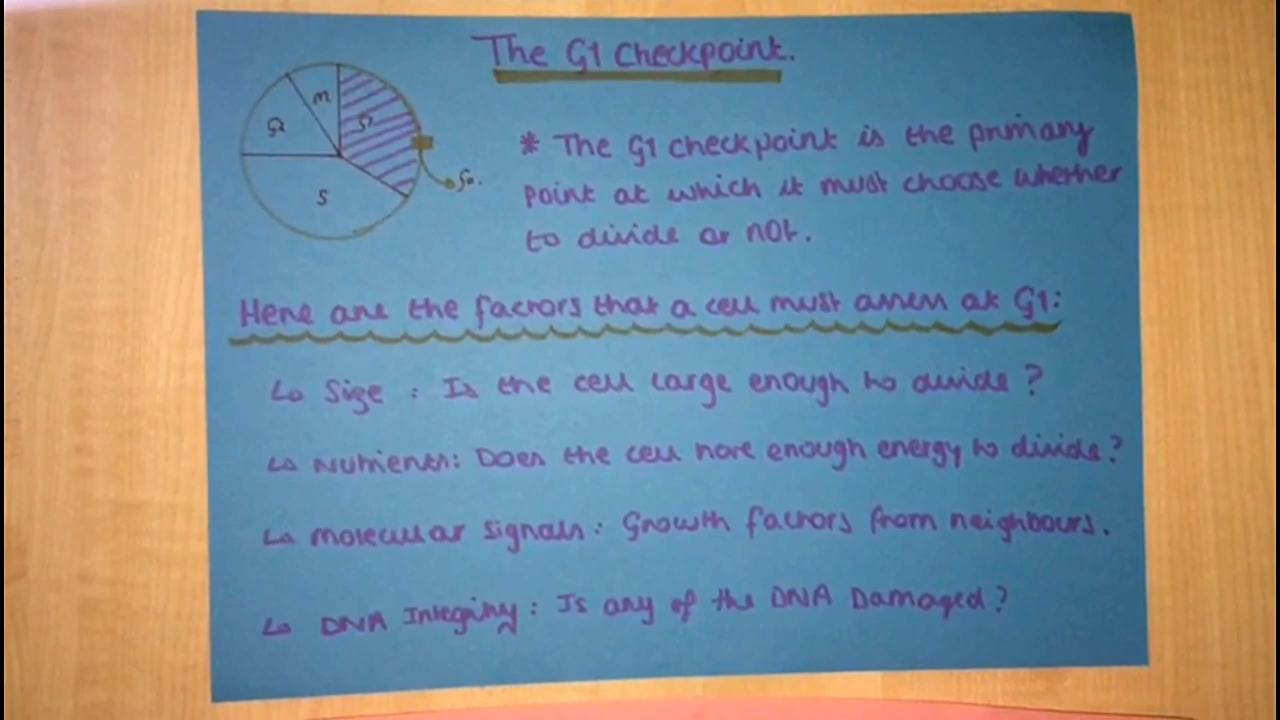 The G1 Checkpoint.
M
G2
G1
S
G0.
* The G1 checkpoint is the primary
point at which it must choose whether
to divide or not.
Here are the factors that a cell must assess at G1:
↳ Size : Is the cell large enough to divide?
↳ Nutrients: Does the cell have enough energy to divide?
↳ Molecular signals: Growth factors from neighbours.
↳ DNA Integrity: Is any of the DNA Damaged?